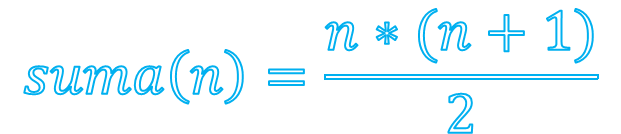 suma(n) = n * (n + 1) / 2